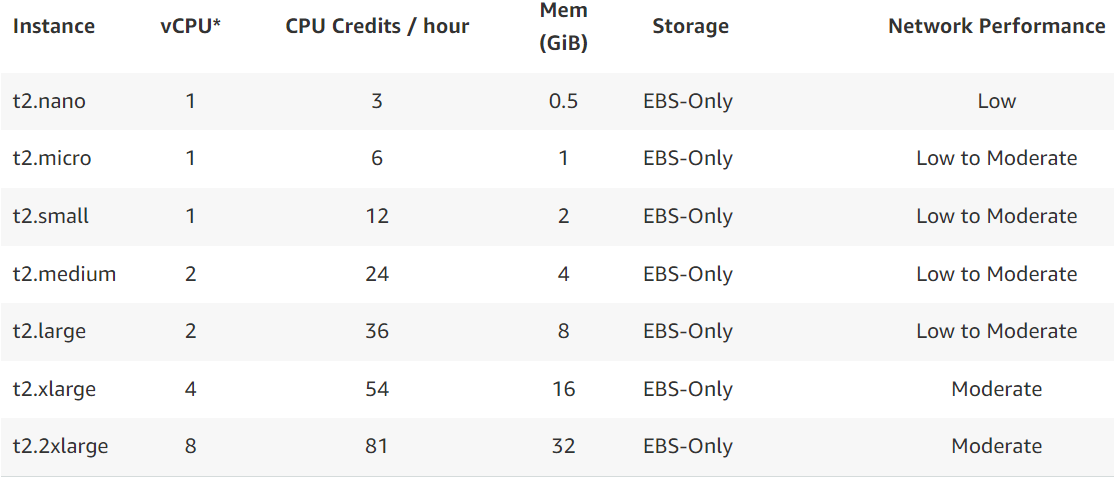 Instance vCPU* CPU Credits / hour Mem (GiB) Storage Network Performance
t2.nano 1 3 0.5 EBS-Only Low
t2.micro 1 6 1 EBS-Only Low to Moderate
t2.small 1 12 2 EBS-Only Low to Moderate
t2.medium 2 24 4 EBS-Only Low to Moderate
t2.large 2 36 8 EBS-Only Low to Moderate
t2.xlarge 4 54 16 EBS-Only Moderate
t2.2xlarge 8 81 32 EBS-Only Moderate